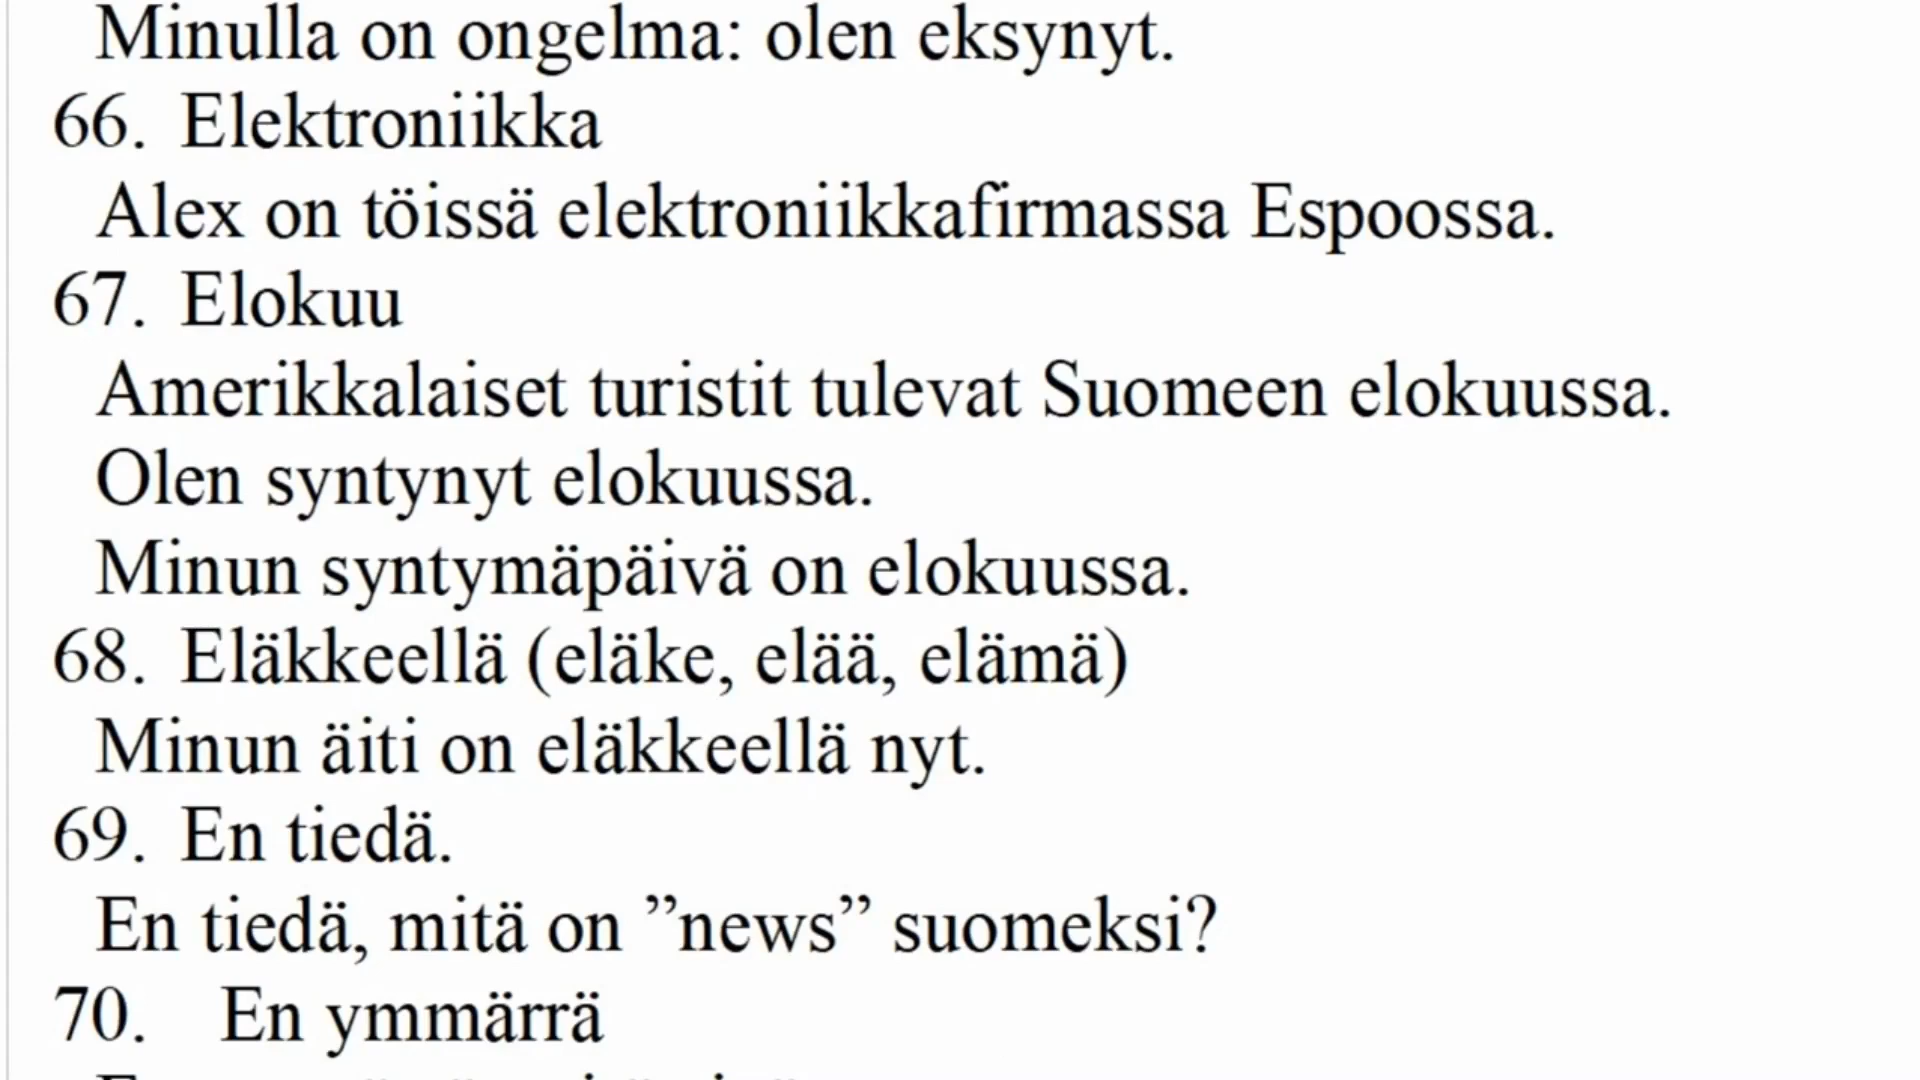 Minulla on ongelma: olen eksynyt.
66. Elektroniikka
Alex on töissä elektroniikkafirmassa Espoossa.
67. Elokuu
Amerikkalaiset turistit tulevat Suomeen elokuussa.
Olen syntynyt elokuussa.
Minun syntymäpäivä on elokuussa.
68. Eläkkeellä (eläke, elää, elämä)
Minun äiti on eläkkeellä nyt.
69. En tiedä.
En tiedä, mitä on ”news” suomeksi?
70. En ymmärrä